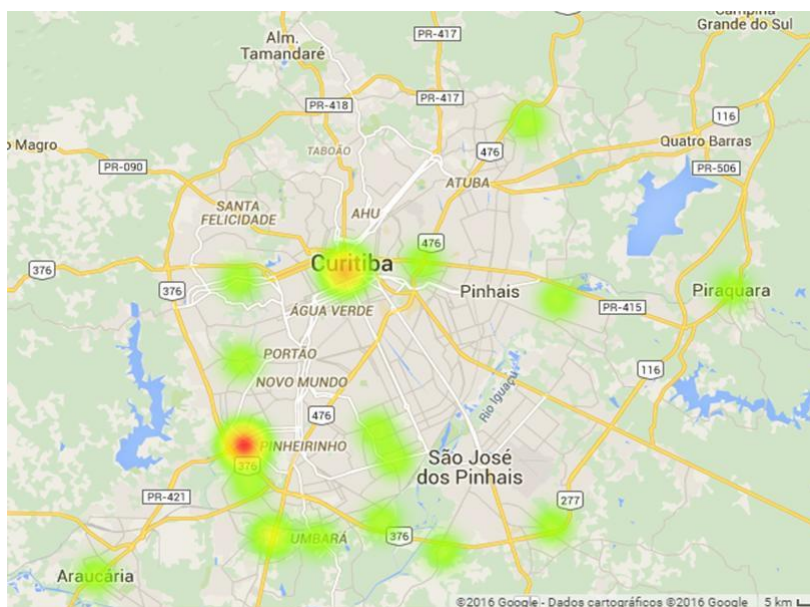 Campina
Grande do Sul
Alm.
Tamandaré
PR-417
PR-418
PR-417
116
o Magro
TABOÃO
476
Quatro Barras
PR-090
PR-506
ATUBA
SANTA
FELICIDADE
AHU
476
376
Curitiba
376
Pinhais
Piraquara
ÁGUA VERDE
PR-415
PORTÃO
116
NOVO MUNDO
Rio Iguaçu
476
PINHEIRINHO
376
São José
dos Pinhais
PR-421
277
UMBARÁ
376
Araucária
©2016 Google - Dados cartográficos ©2016 Google
5 km